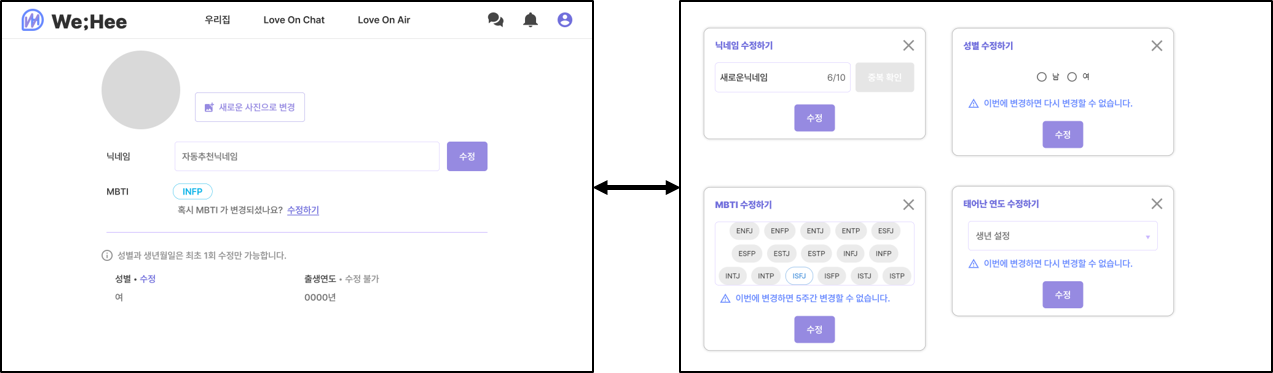 We;Hee
우리집
Love On Chat
Love On Air
새로운 사진으로 변경
닉네임
자동추천닉네임
수정
MBTI
INFP
혹시 MBTI 가 변경되셨나요? 수정하기
성별과 생년월일은 최초 1회 수정만 가능합니다.
성별 • 수정
출생연도 • 수정 불가
여
0000년
닉네임 수정하기
새로운닉네임
6/10
중복 확인
수정
성별 수정하기
남
여
이번에 변경하면 다시 변경할 수 없습니다.
수정
MBTI 수정하기
ENFJ ENFP ENTJ ENTP ESFJ
ESFP ESTJ ESTP INFJ INFP
INTJ INTP ISFJ ISFP ISTJ ISTP
이번에 변경하면 5주간 변경할 수 없습니다.
수정
태어난 연도 수정하기
생년 설정
이번에 변경하면 다시 변경할 수 없습니다.
수정